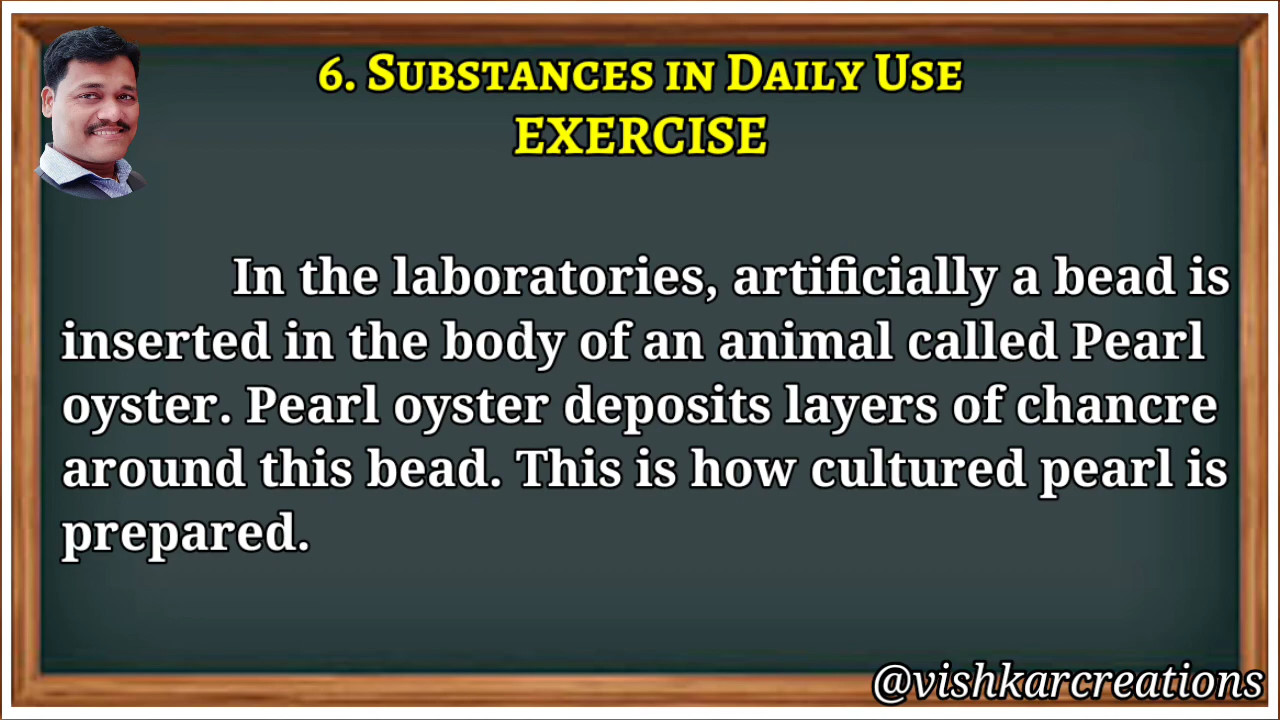 6. Substances in Daily Use
EXERCISE
In the laboratories, artificially a bead is
inserted in the body of an animal called Pearl
oyster. Pearl oyster deposits layers of chancre
around this bead. This is how cultured pearl is
prepared.
@vishkarcreations